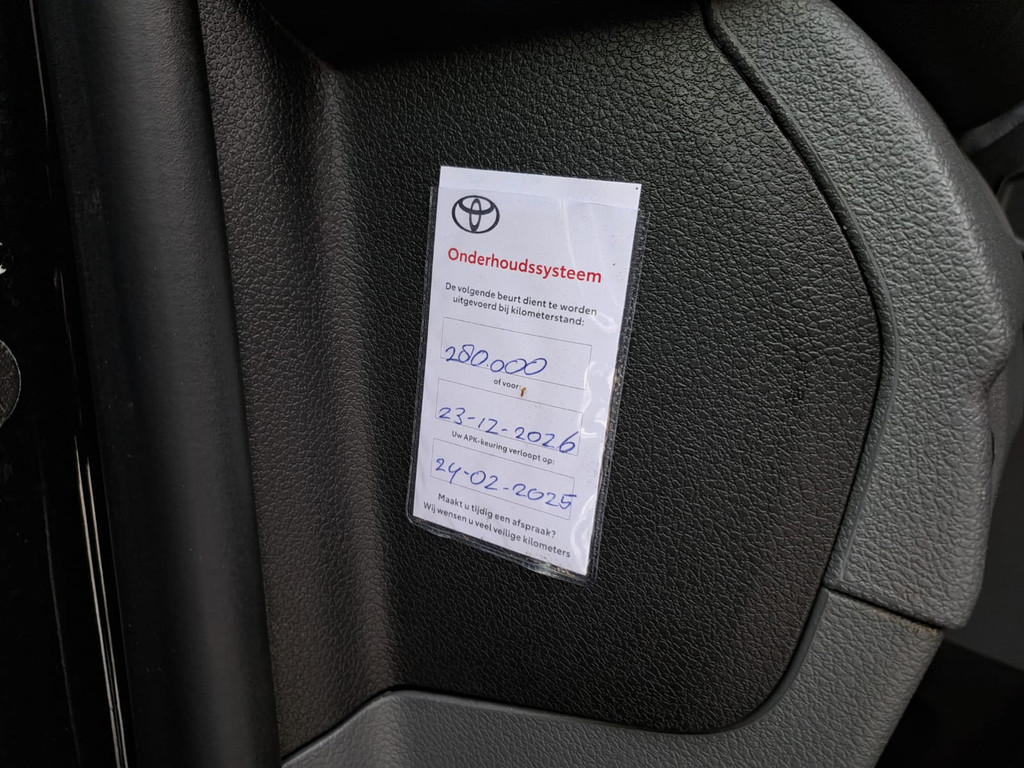 Onderhoudssysteem
De volgende beurt dient te worden
uitgevoerd bij kilometerstand:
280.000
of voor:
23-12-2026
Uw APK-keuring verloopt op:
24-02-2025
Maakt u tijdig een afspraak?
Wij wensen u veel veilige kilometers